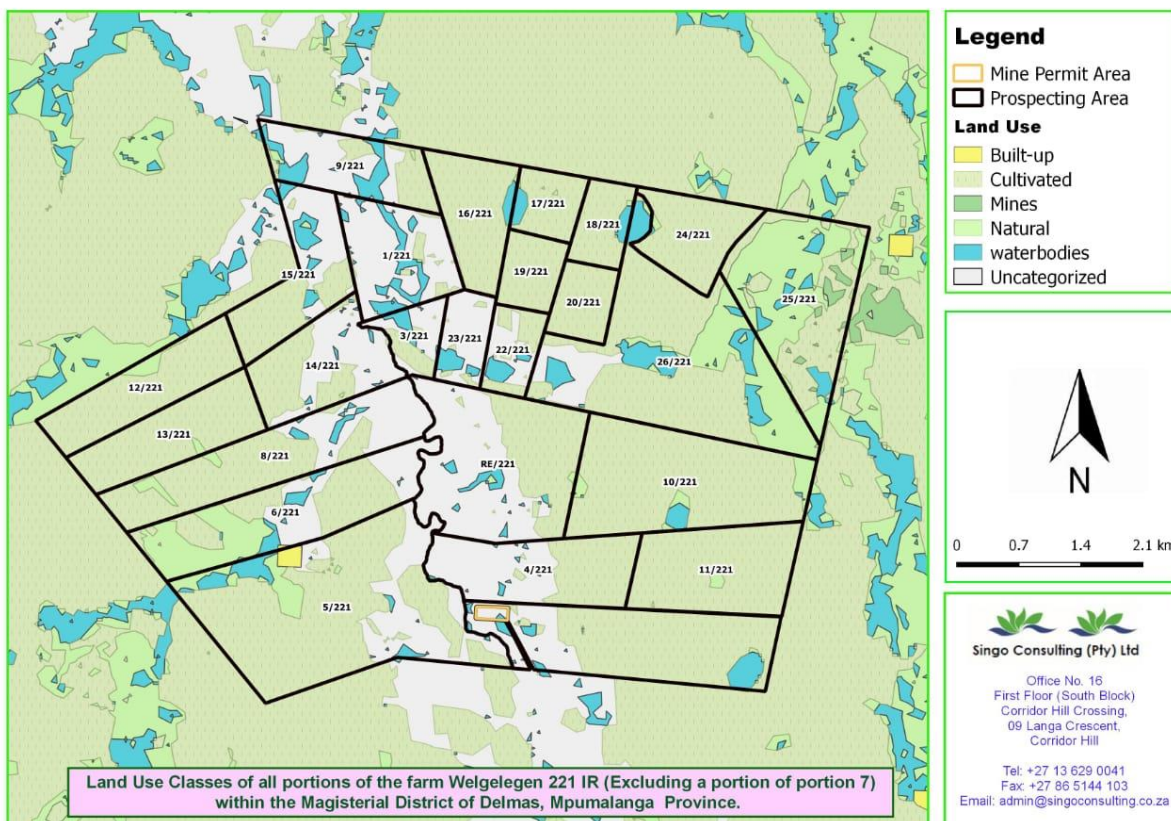 9/221
16/221
17/221
18/221
24/221
1/221
15/221
19/221
20/221
25/221
3/221
23/221
22/221
26/221
14/221
12/221
13/221
8/221
RE/221
10/221
6/221
4/221
11/221
5/221
Land Use Classes of all portions of the farm Welgelegen 221 IR (Excluding a portion of portion 7)
within the Magisterial District of Delmas, Mpumalanga Province.
Legend
Mine Permit Area
Prospecting Area
Land Use
Built-up
Cultivated
Mines
Natural
waterbodies
Uncategorized
N
0 0.7 1.4 2.1 km
Singo Consulting (Pty) Ltd
Office No. 16
First Floor (South Block)
Corridor Hill Crossing,
09 Langa Crescent,
Corridor Hill
Tel: +27 13 629 0041
Fax: +27 86 5144 103
Email: admin@singoconsulting.co.za